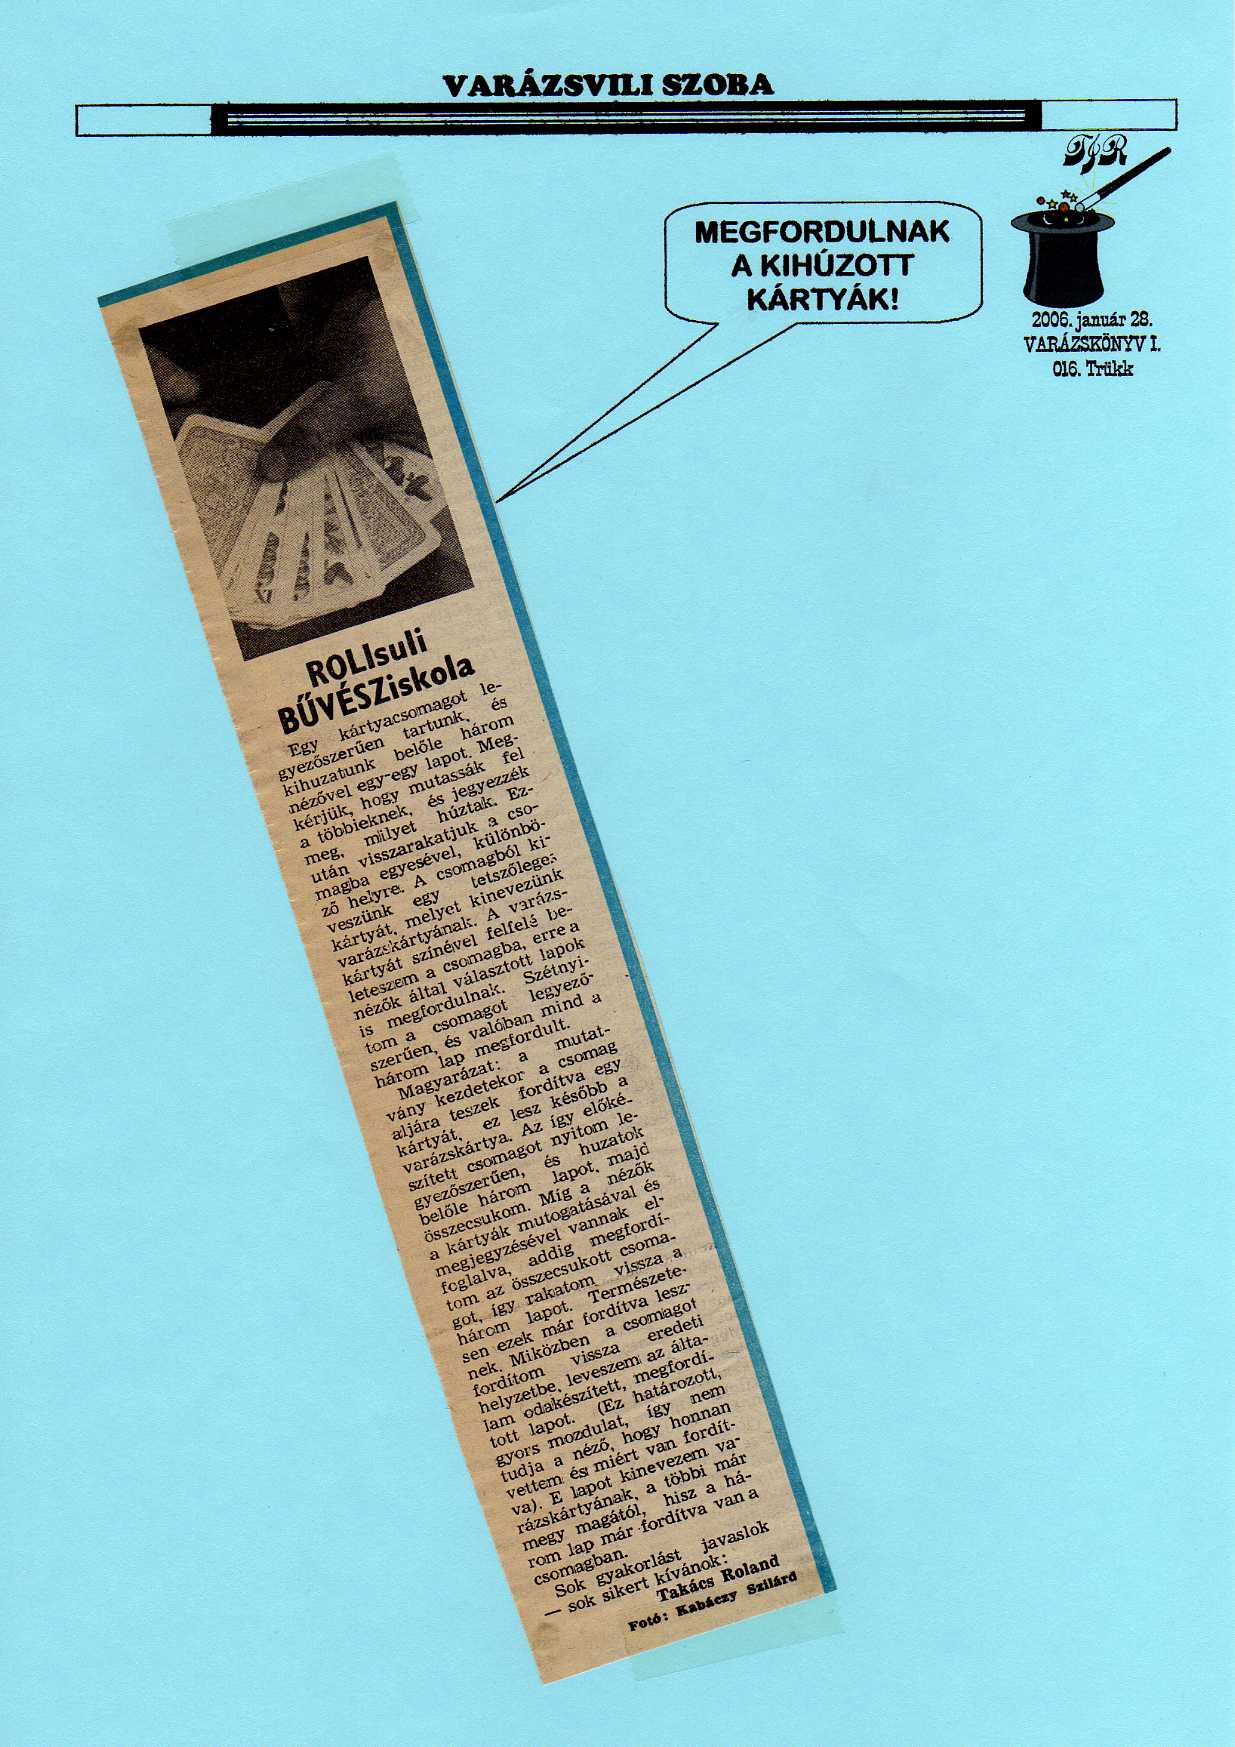 VARÁZSVILI SZOBA
TJR
MEGFORDULNAK
A KIHÚZOTT
KÁRTYÁK!
2006. január 28.
VARÁZSKÖNYV I.
016. Trükk
ROLIsuli
BŰVÉSZiskola
Egy kártyacsomagot le-
gyezőszerűen tartunk, és
kihuzatunk belőle három
nézővel egy-egy lapot. Meg-
kérjük, hogy mutassák fel
a többieknek, és jegyezzék
meg, milyet húztak. Ez-
után visszarakatjuk a cso-
magba egyesével, különbö-
ző helyre. A csomagból ki-
veszünk egy tetszőleges
kártyát, melyet kinevezünk
varázskártyának. A varázs-
kártyát színével felfelé be-
leteszem a csomagba, erre a
nézők által választott lapok
is megfordulnak. Szétnyi-
tom a csomagot legyező-
szerűen, és valóban mind a
három lap megfordult.
Magyarázat: a mutat-
vány kezdetekor a csomag
aljára teszek fordítva egy
kártyát, ez lesz később a
varázskártya. Az így előké-
szített csomagot nyitom le-
gyezőszerűen, és huzatok
belőle három lapot, majd
összecsukom. Míg a nézők
a kártyák mutogatásával és
megjegyzésével vannak el-
foglalva, addig megfordí-
tom az összecsukott csoma-
got, így rakatom vissza a
három lapot. Természete-
sen ezek már fordítva lesz-
nek. Miközben a csomagot
fordítom vissza eredeti
helyzetbe, leveszem az álta-
lam odakészített, megfordí-
tott lapot. (Ez határozott,
gyors mozdulat, így nem
tudja a néző, hogy honnan
vettem és miért van fordít-
va). E lapot kinevezem va-
rázskártyának, a többi már
megy magától, hisz a há-
rom lap már fordítva van a
csomagban.
Sok gyakorlást javaslok
— sok sikert kívánok:
Takács Roland
Fotó: Kabáczy Szilárd